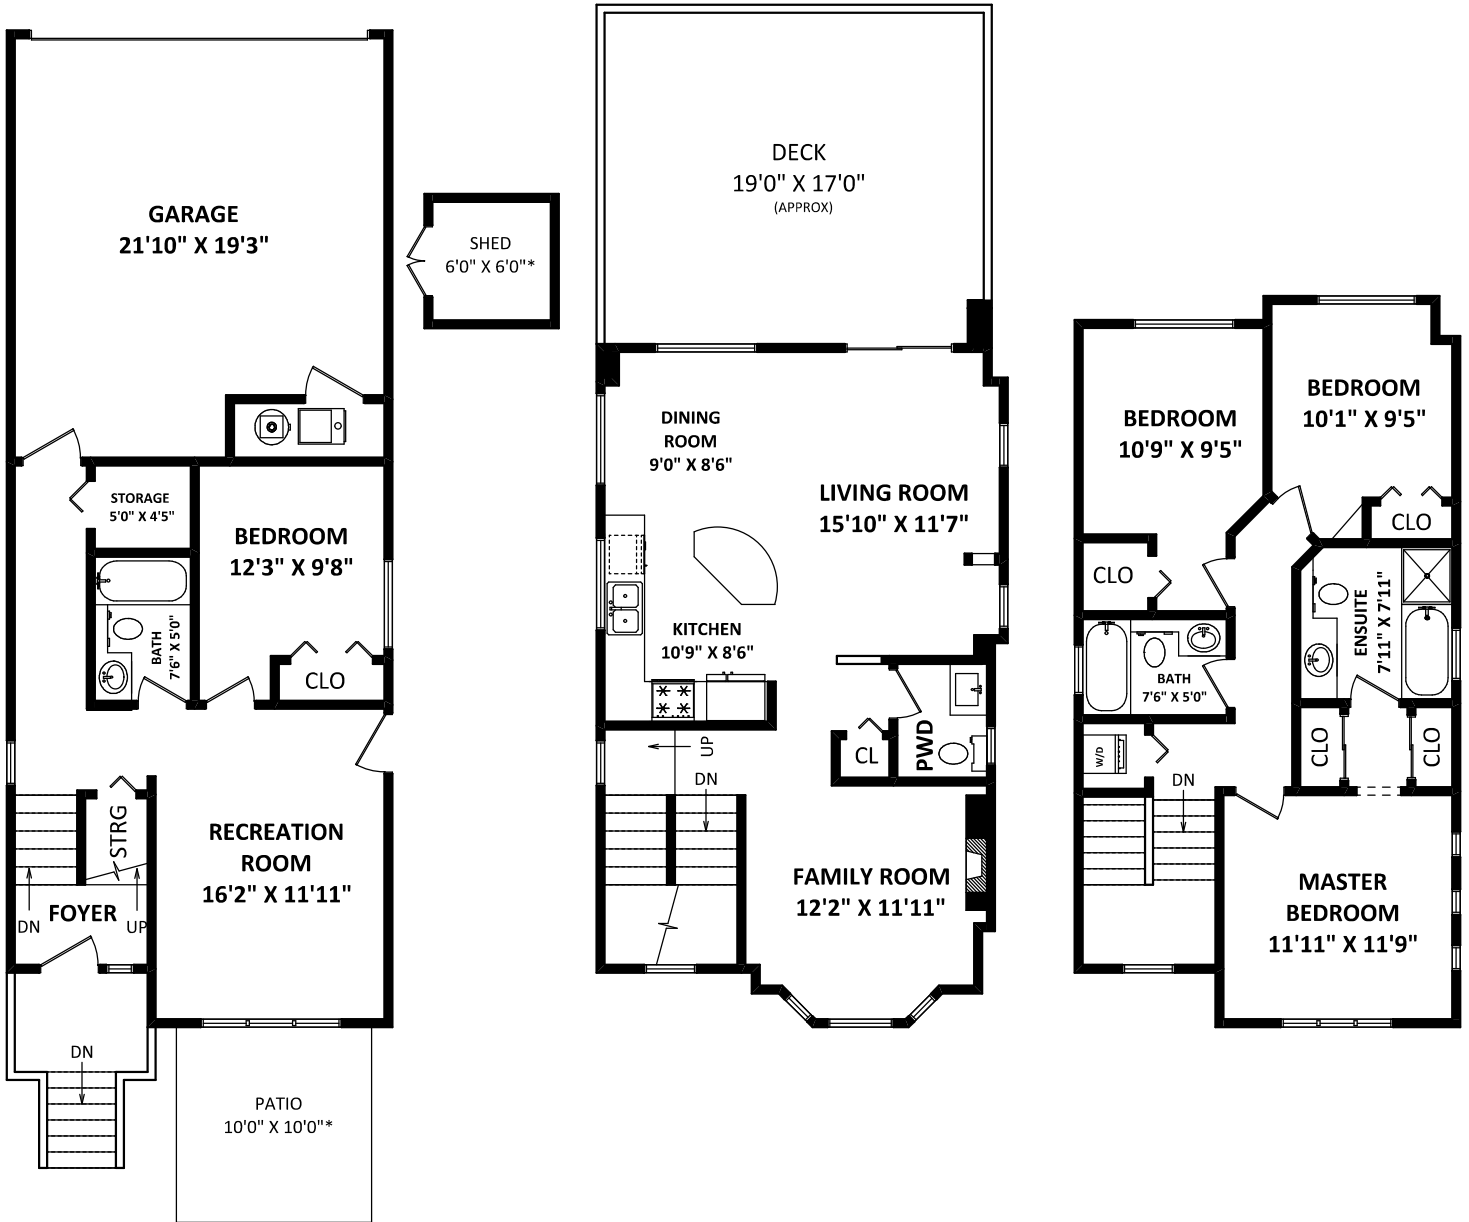 GARAGE
21'10" X 19'3"
SHED
6'0" X 6'0"*
STORAGE
5'0" X 4'5"
BEDROOM
12'3" X 9'8"
BATH
7'6" X 5'0"
CLO
STRG
RECREATION
ROOM
16'2" X 11'11"
FOYER
DN
UP
DN
PATIO
10'0" X 10'0"*
DECK
19'0" X 17'0"
(APPROX)
DINING
ROOM
9'0" X 8'6"
LIVING ROOM
15'10" X 11'7"
KITCHEN
10'9" X 8'6"
UP
DN
CL
PWD
FAMILY ROOM
12'2" X 11'11"
BEDROOM
10'9" X 9'5"
BEDROOM
10'1" X 9'5"
CLO
CLO
ENSUITE
7'11" X 7'11"
BATH
7'6" X 5'0"
W/D
DN
CLO
CLO
MASTER
BEDROOM
11'11" X 11'9"